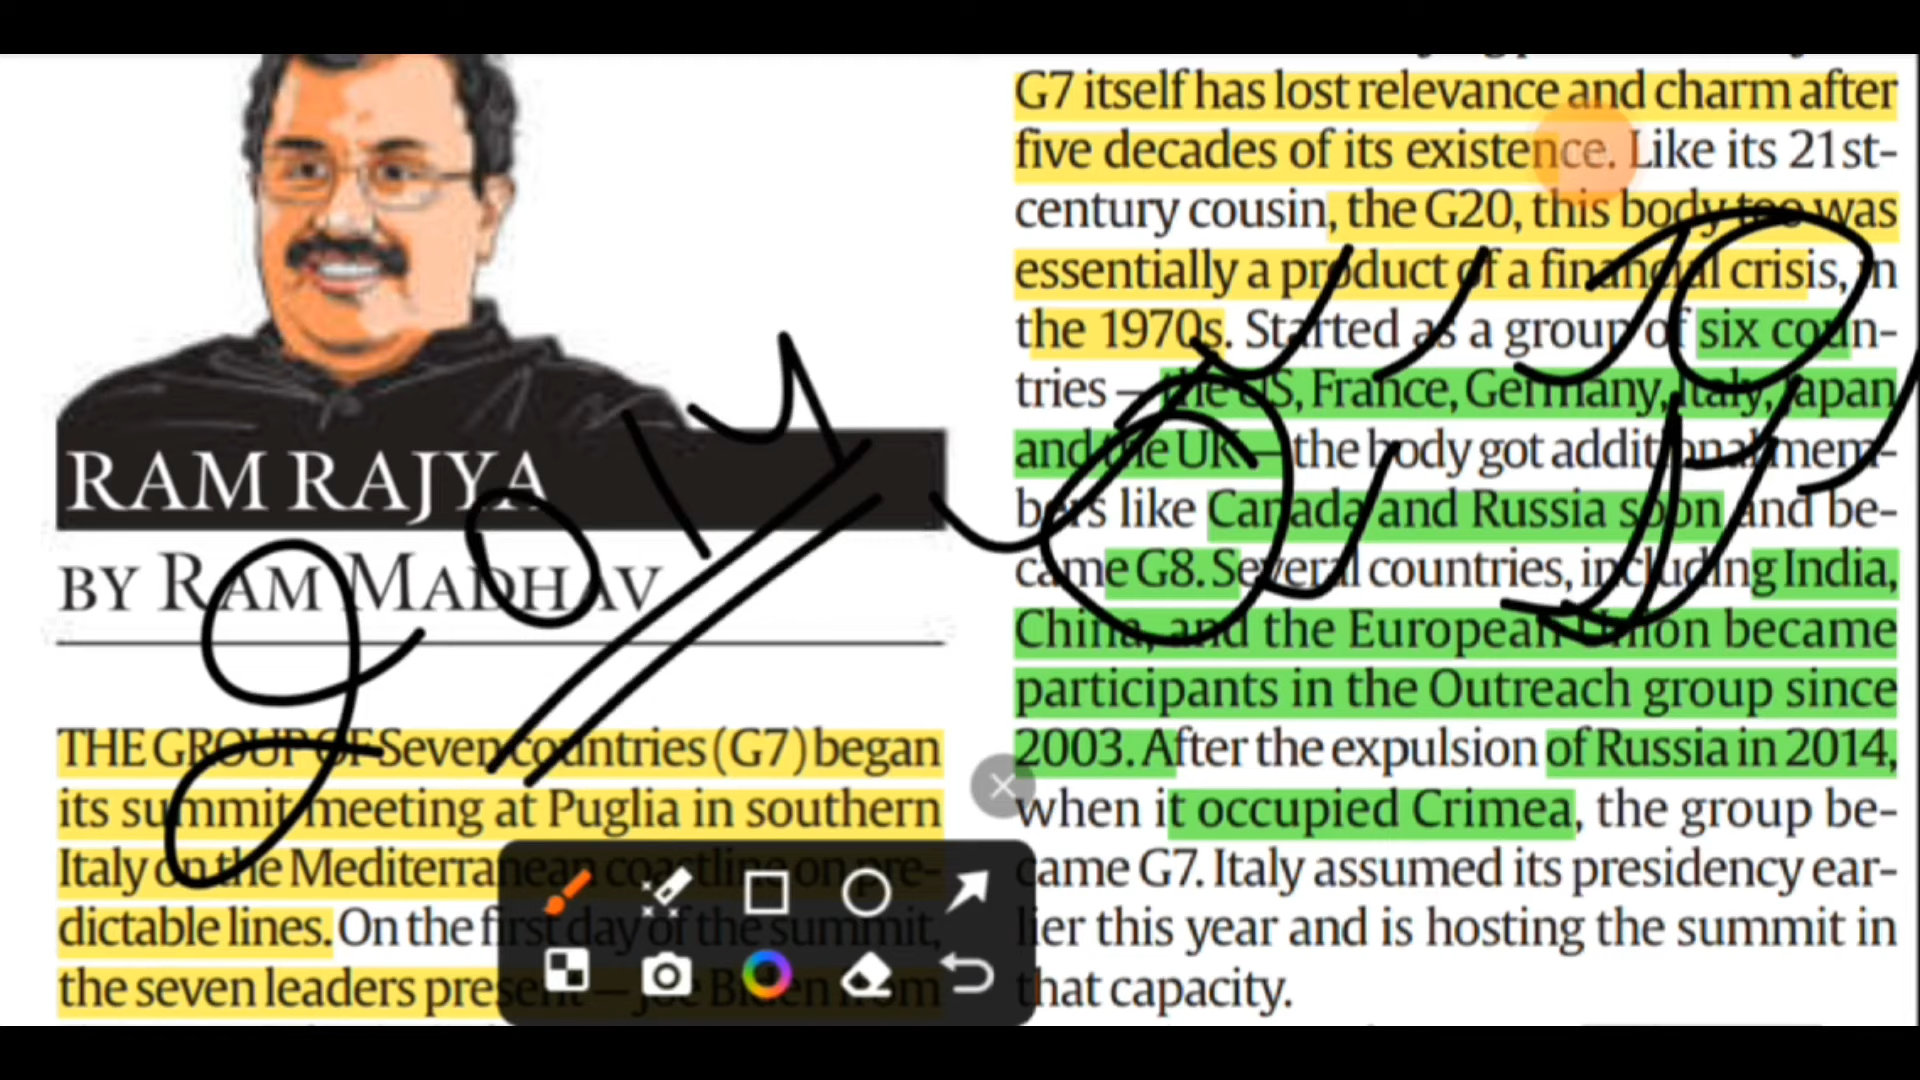 RAM RAJYA
BY RAM MADHAV
THE GROUP OF Seven countries (G7) began
its summit meeting at Puglia in southern
Italy on the Mediterranean coastline on pre-
dictable lines. On the first day of the summit,
the seven leaders present — Joe Biden from
G7 itself has lost relevance and charm after
five decades of its existence. Like its 21st-
century cousin, the G20, this body too was
essentially a product of a financial crisis, in
the 1970s. Started as a group of six coun-
tries — the US, France, Germany, Italy, Japan
and the UK — the body got additional mem-
bers like Canada and Russia soon and be-
came G8. Several countries, including India,
China, and the European Union became
participants in the Outreach group since
2003. After the expulsion of Russia in 2014,
when it occupied Crimea, the group be-
came G7. Italy assumed its presidency ear-
lier this year and is hosting the summit in
that capacity.
2014